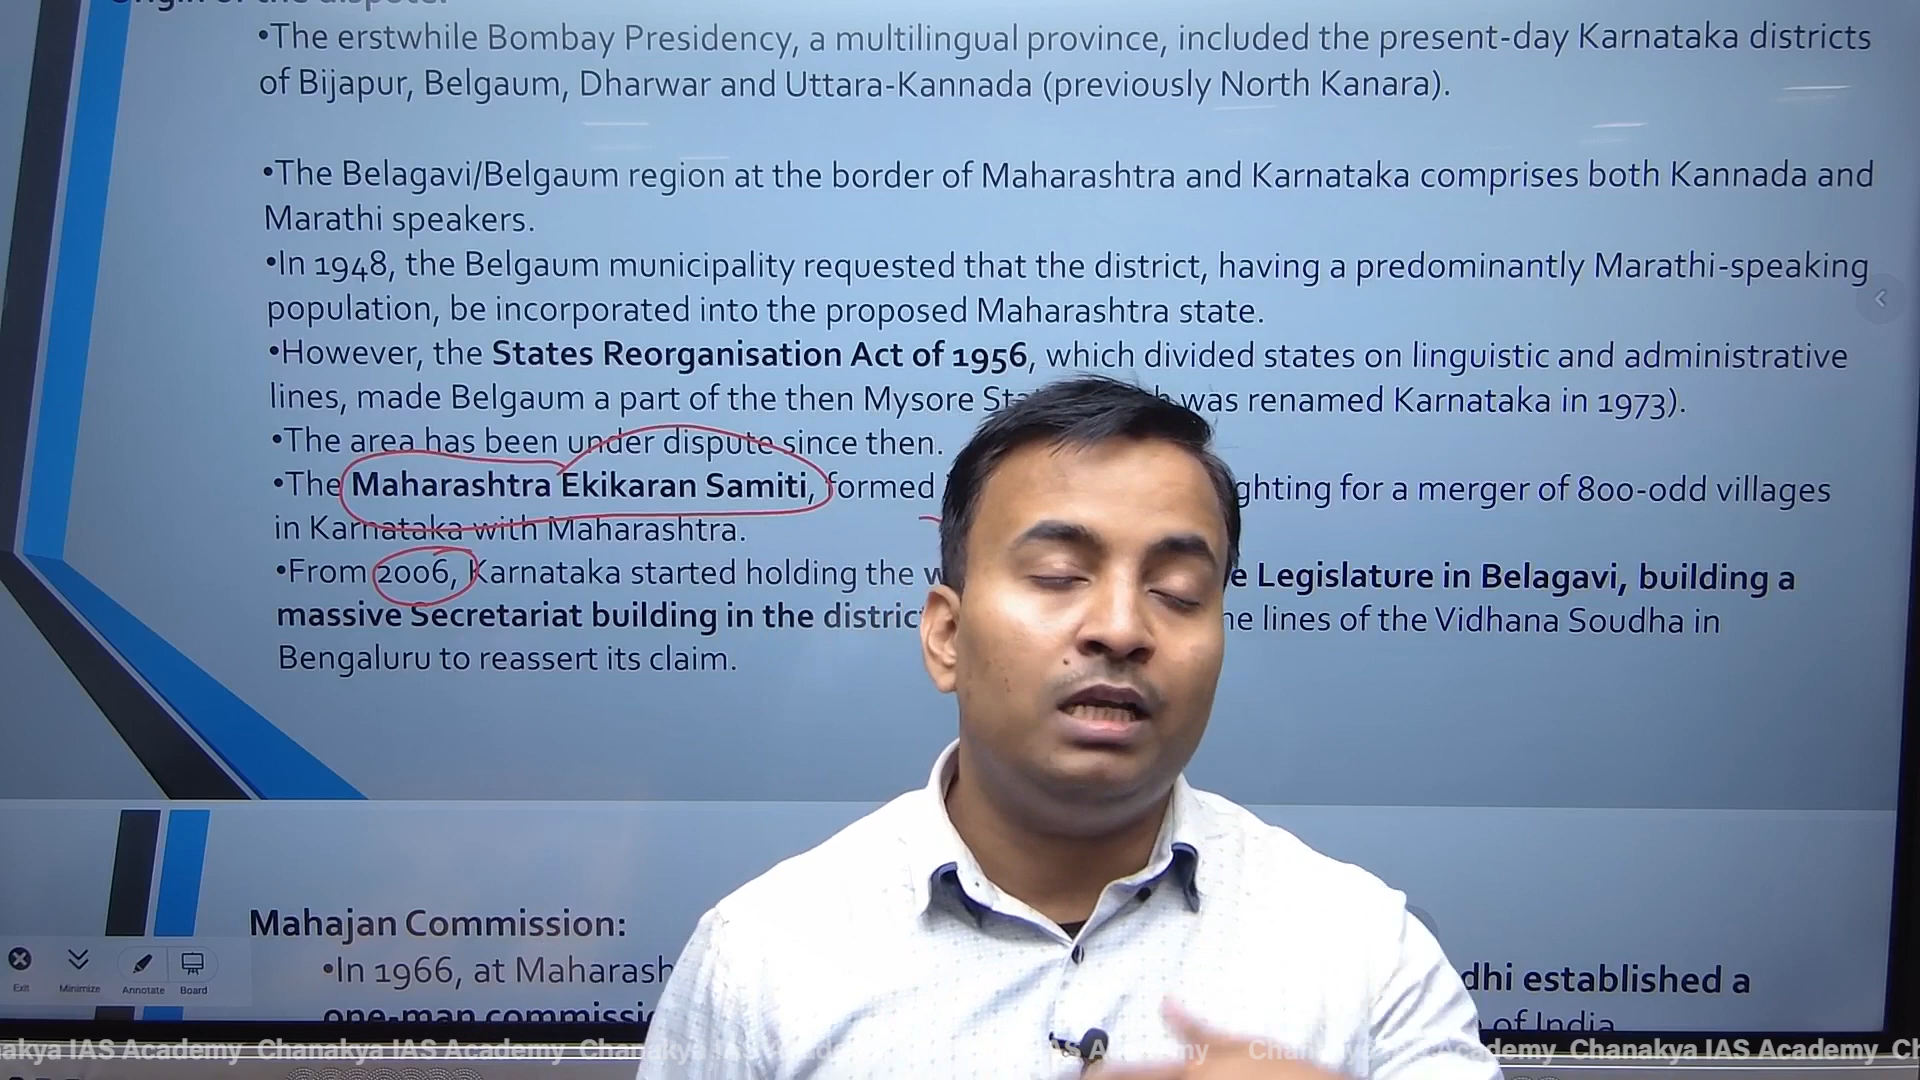 Origin of the dispute:
•The erstwhile Bombay Presidency, a multilingual province, included the present-day Karnataka districts
of Bijapur, Belgaum, Dharwar and Uttara-Kannada (previously North Kanara).
•The Belagavi/Belgaum region at the border of Maharashtra and Karnataka comprises both Kannada and
Marathi speakers.
•In 1948, the Belgaum municipality requested that the district, having a predominantly Marathi-speaking
population, be incorporated into the proposed Maharashtra state.
•However, the States Reorganisation Act of 1956, which divided states on linguistic and administrative
lines, made Belgaum a part of the then Mysore was renamed Karnataka in 1973).
•The area has been under dispute since then.
•The Maharashtra Ekikaran Samiti, formed for a merger of 800-odd villages
in Karnataka with Maharashtra.
•From 2006, Karnataka started holding the Legislature in Belagavi, building a
massive Secretariat building in the lines of the Vidhana Soudha in
Bengaluru to reassert its claim.
Mahajan Commission:
•In 1966, at established a
one-man of India
Exit Minimize Annotate Board
Chanakya IAS Academy Chanakya IAS Academy Chanakya IAS Academy